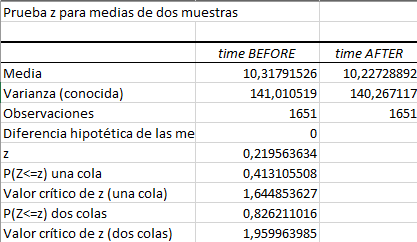 Prueba z para medias de dos muestras
time BEFORE time AFTER
Media 10,31791526 10,22728892
Varianza (conocida) 141,010519 140,267117
Observaciones 1651 1651
Diferencia hipotética de las me 0
z 0,219563634
P(Z<=z) una cola 0,413105508
Valor crítico de z (una cola) 1,644853627
P(Z<=z) dos colas 0,826211016
Valor crítico de z (dos colas) 1,959963985